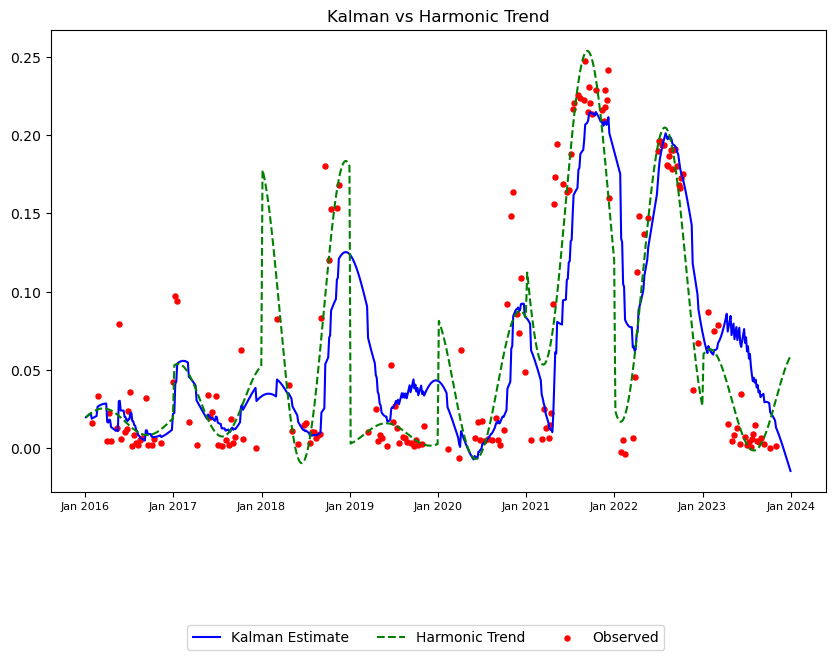 Kalman vs Harmonic Trend
0.25
0.20
0.15
0.10
0.05
0.00
Jan 2016 Jan 2017 Jan 2018 Jan 2019 Jan 2020 Jan 2021 Jan 2022 Jan 2023 Jan 2024
Kalman Estimate Harmonic Trend Observed